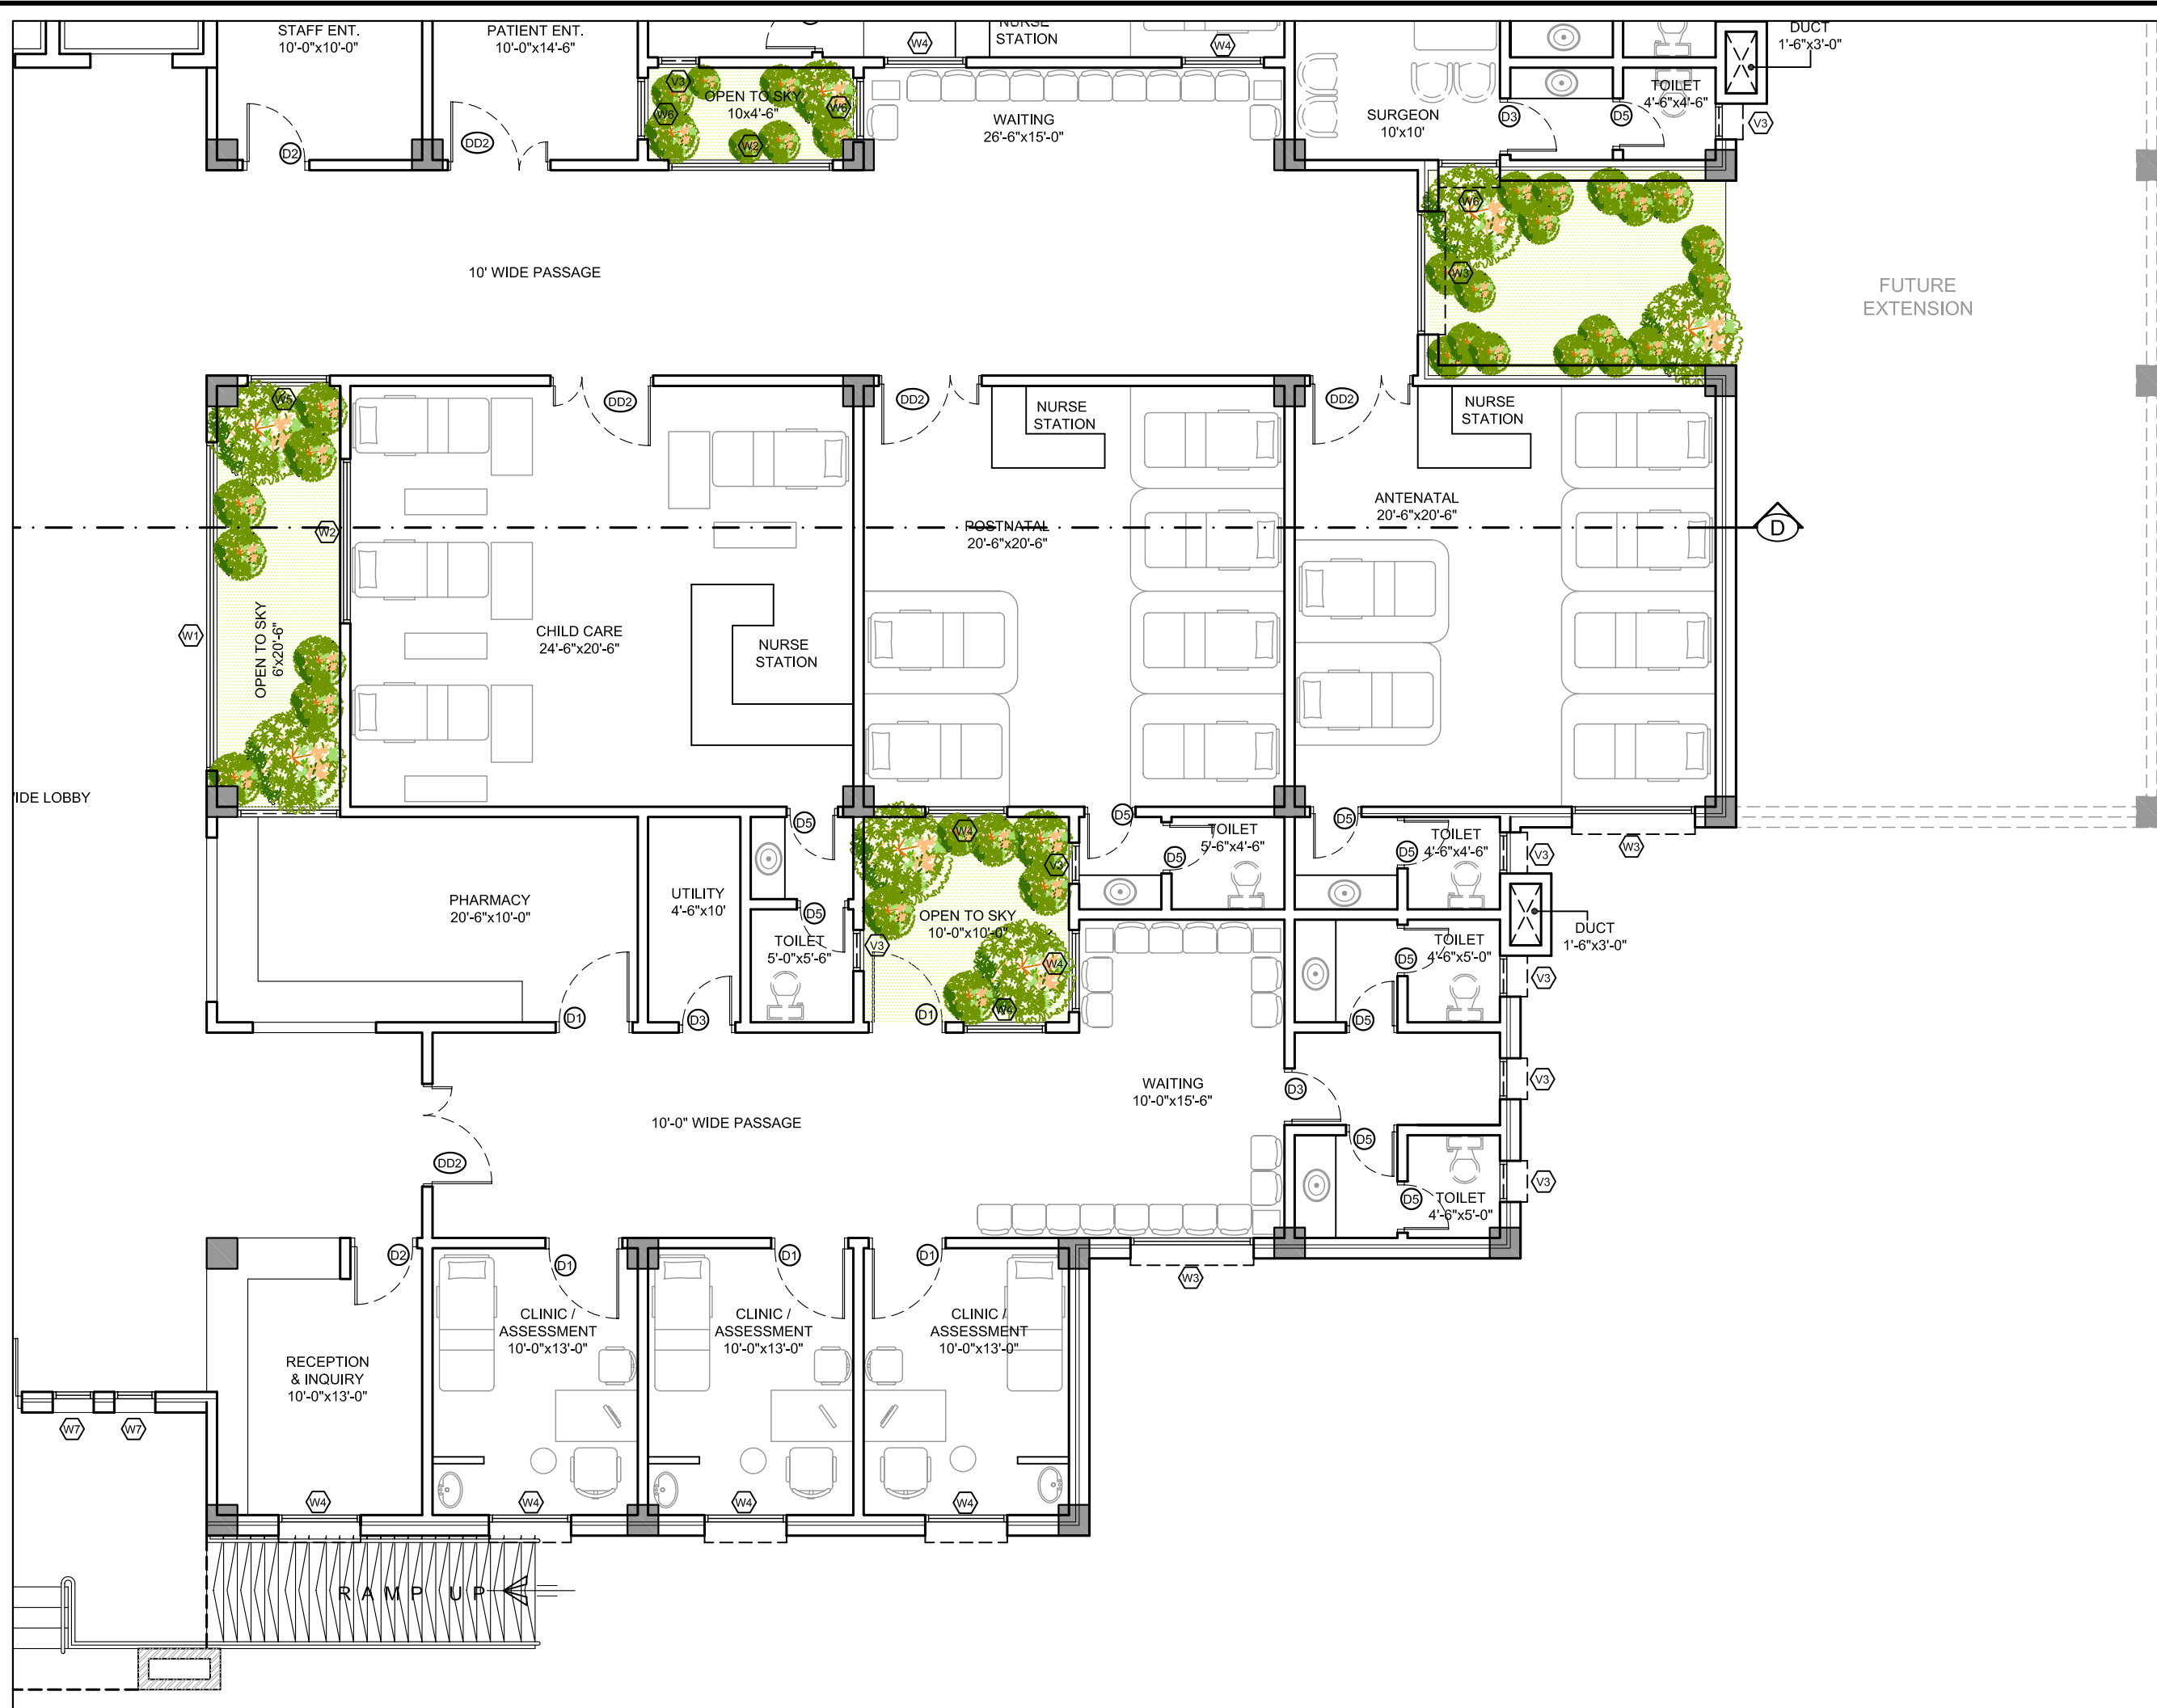 STAFF ENT.
10'-0"x10'-0"
PATIENT ENT.
10'-0"x14'-6"
NURSE
STATION
W4
W4
DUCT
1'-6"x3'-0"
V3
OPEN TO SKY
10x4'-6"
W6
W5
W2
WAITING
26'-6"x15'-0"
SURGEON
10'x10'
TOILET
4'-6"x4'-6"
D3
D5
V3
D2
DD2
W6
W3
10' WIDE PASSAGE
FUTURE
EXTENSION
W5
DD2
DD2
DD2
NURSE
STATION
NURSE
STATION
W2
POSTNATAL
20'-6"x20'-6"
ANTENATAL
20'-6"x20'-6"
D
W1
OPEN TO SKY
6'x20'-6"
CHILD CARE
24'-6"x20'-6"
NURSE
STATION
IDE LOBBY
D5
D5
D5
W4
V3
TOILET
5'-6"x4'-6"
D5
TOILET
4'-6"x4'-6"
D5
V3
W3
PHARMACY
20'-6"x10'-0"
UTILITY
4'-6"x10'
D5
TOILET
5'-0"x5'-6"
V3
OPEN TO SKY
10'-0"x10'-0"
W4
W4
DUCT
1'-6"x3'-0"
TOILET
4'-6"x5'-0"
D5
V3
D1
D3
D1
D5
WAITING
10'-0"x15'-6"
D3
V3
10'-0" WIDE PASSAGE
DD2
D5
D5
TOILET
4'-6"x5'-0"
V3
D2
D1
D1
D1
W3
CLINIC /
ASSESSMENT
10'-0"x13'-0"
CLINIC /
ASSESSMENT
10'-0"x13'-0"
CLINIC /
ASSESSMENT
10'-0"x13'-0"
RECEPTION
& INQUIRY
10'-0"x13'-0"
W7
W7
W4
W4
W4
W4
RAMP UP